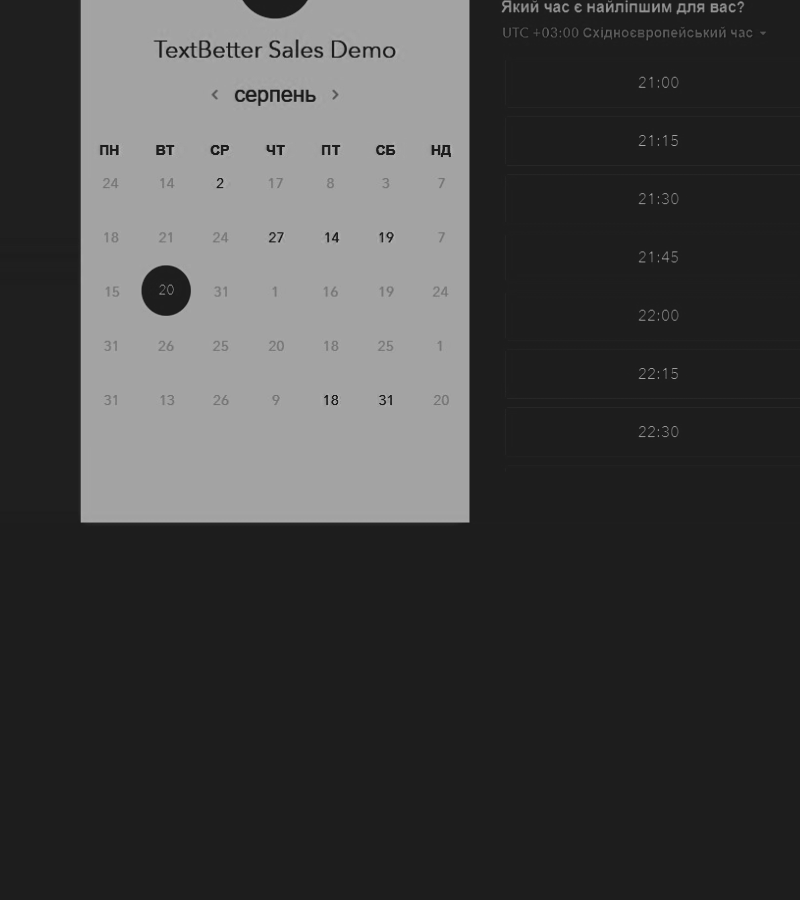 TextBetter Sales Demo
серпень
ПН ВТ СР ЧТ ПТ СБ НД
24 14 2 17 8 3 7
18 21 24 27 14 19 7
15 20 31 1 16 19 24
31 26 25 20 18 25 1
31 13 26 9 18 31 20
Який час є найліпшим для вас?
UTC +03:00 Східноєвропейський час
21:00
21:15
21:30
21:45
22:00
22:15
22:30